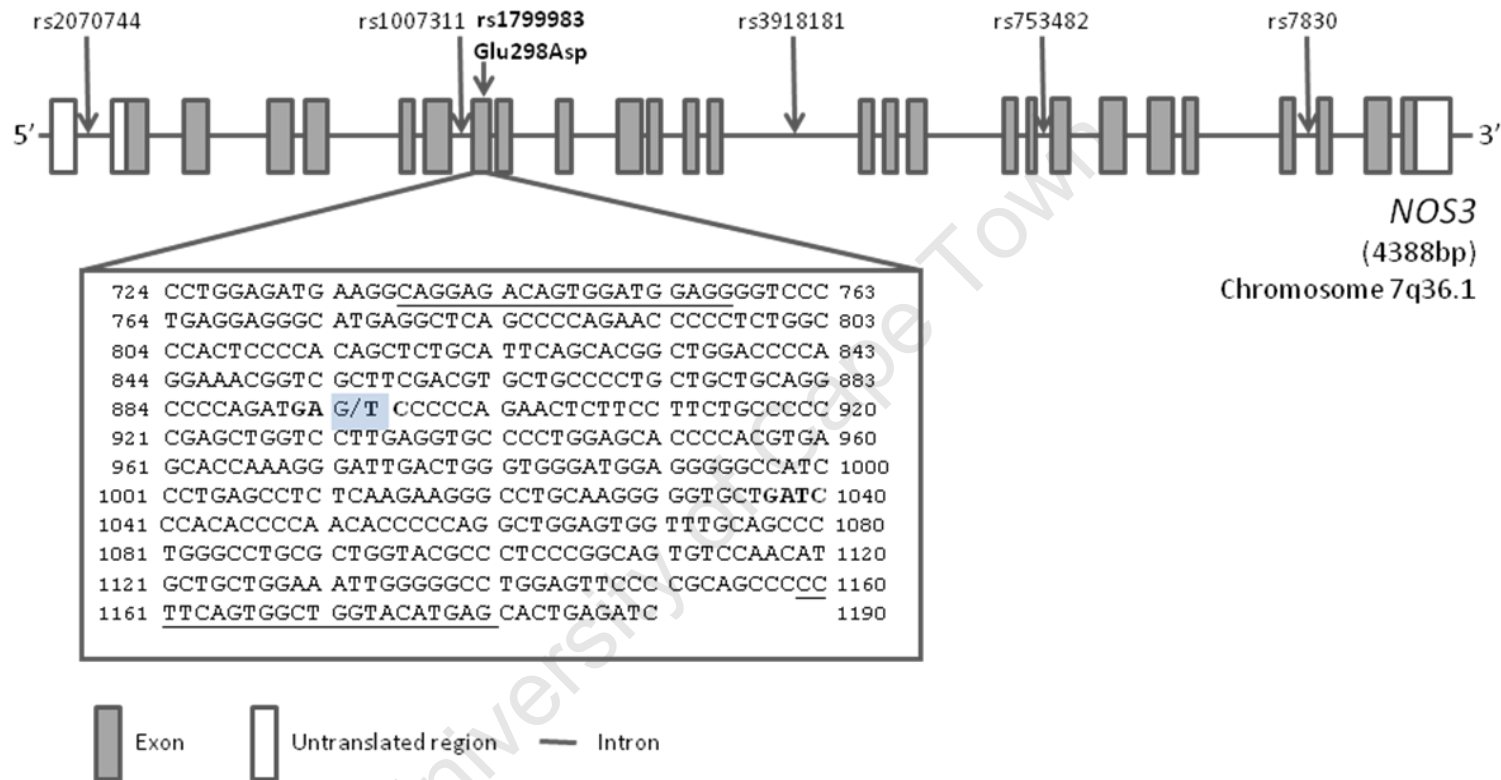 rs2070744 rs1007311 rs1799983 rs3918181 rs753482 rs7830
Glu298Asp
5’ 3’
NOS3
(4388bp)
Chromosome 7q36.1
724 CCTGGAGATG AAGGCAGGAG ACAGTGGATG GAGGGGTCCC 763
764 TGAGGAGGGC ATGAGGCTCA GCCCCAGAAC CCCCTCTGGC 803
804 CCACTCCCCA CAGCTCTGCA TTCAGCACGG CTGGACCCCA 843
844 GGAAACGGTC GCTTCGACGT GCTGCCCCTG CTGCTGCAGG 883
884 CCCCAGATGA G/T CCCCCA GAACTCTTCC TTCTGCCCCC 920
921 CGAGCTGGTC CTTGAGGTGC CCCTGGAGCA CCCCACGTGA 960
961 GCACCAAAGG GATTGACTGG GTGGGATGGA GGGGGCCATC 1000
1001 CCTGAGCCTC TCAAGAAGGG CCTGCAAGGG GGTGCTGATC 1040
1041 CCACACCCCA ACACCCCCAG GCTGGAGTGG TTTGCAGCCC 1080
1081 TGGGCCTGCG CTGGTACGCC CTCCCGGCAG TGTCCAACAT 1120
1121 GCTGCTGGAA ATTGGGGGCC TGGAGTTCCC CGCAGCCCCC 1160
1161 TTCAGTGGCT GGTACATGAG CACTGAGATC 1190
Exon Untranslated region Intron
University of Cape Town